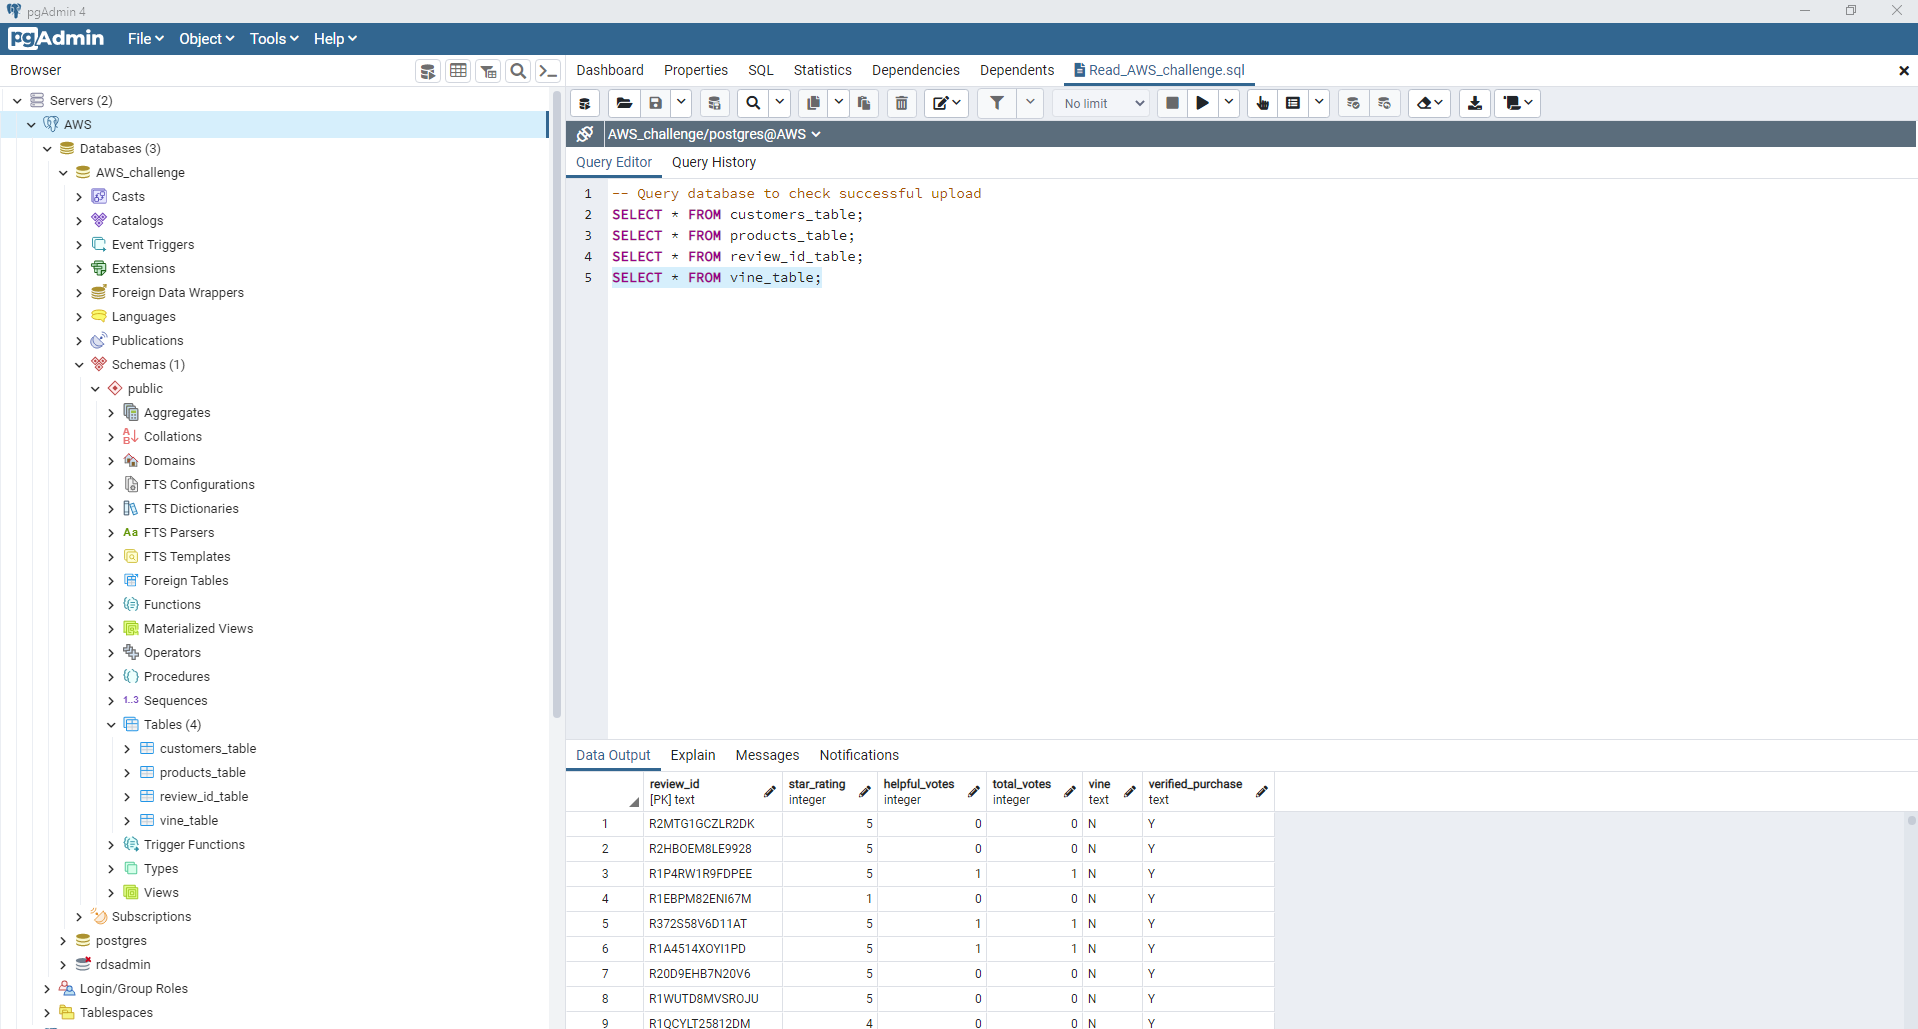 pgAdmin 4
pgAdmin File Object Tools Help
Browser
Dashboard Properties SQL Statistics Dependencies Dependents Read_AWS_challenge.sql
No limit
AWS_challenge/postgres@AWS
Query Editor Query History
1 -- Query database to check successful upload
2 SELECT * FROM customers_table;
3 SELECT * FROM products_table;
4 SELECT * FROM review_id_table;
5 SELECT * FROM vine_table;
Servers (2)
AWS
Databases (3)
AWS_challenge
Casts
Catalogs
Event Triggers
Extensions
Foreign Data Wrappers
Languages
Publications
Schemas (1)
public
Aggregates
Collations
Domains
FTS Configurations
FTS Dictionaries
Aa FTS Parsers
FTS Templates
Foreign Tables
Functions
Materialized Views
Operators
Procedures
1..3 Sequences
Tables (4)
customers_table
products_table
review_id_table
vine_table
Trigger Functions
Types
Views
Subscriptions
postgres
rdsadmin
Login/Group Roles
Tablespaces
Data Output Explain Messages Notifications
review_id star_rating helpful_votes total_votes vine verified_purchase
[PK] text integer integer integer text text
1 R2MTG1GCZLR2DK 5 0 0 N Y
2 R2HBOEM8LE9928 5 0 0 N Y
3 R1P4RW1R9FDPEE 5 1 1 N Y
4 R1EBPM82ENI67M 1 0 0 N Y
5 R372S58V6D11AT 5 1 1 N Y
6 R1A4514XOYI1PD 5 1 1 N Y
7 R20D9EHB7N20V6 5 0 0 N Y
8 R1WUTD8MVSROJU 5 0 0 N Y
9 R1QCYLT25812DM 4 0 0 N Y